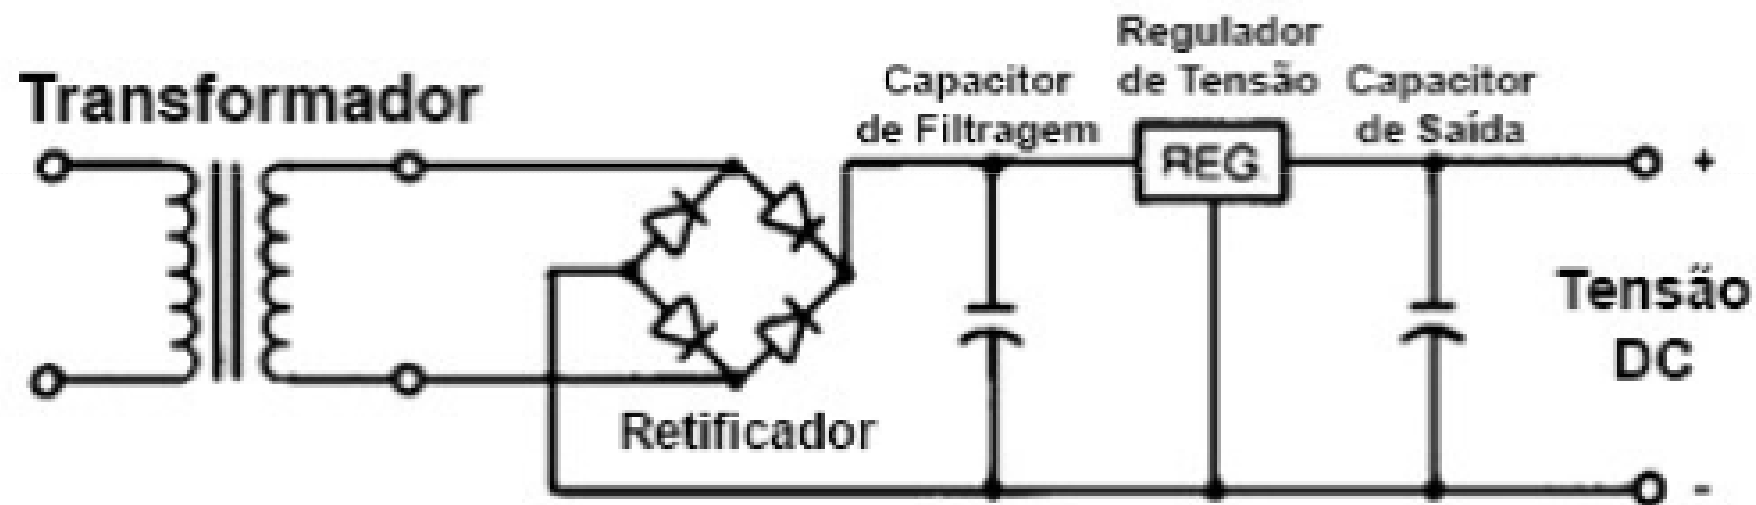 Transformador
Capacitor
de Filtragem
Regulador
de Tensão
Capacitor
de Saída
REG
+
Tensão
DC
Retificador
-